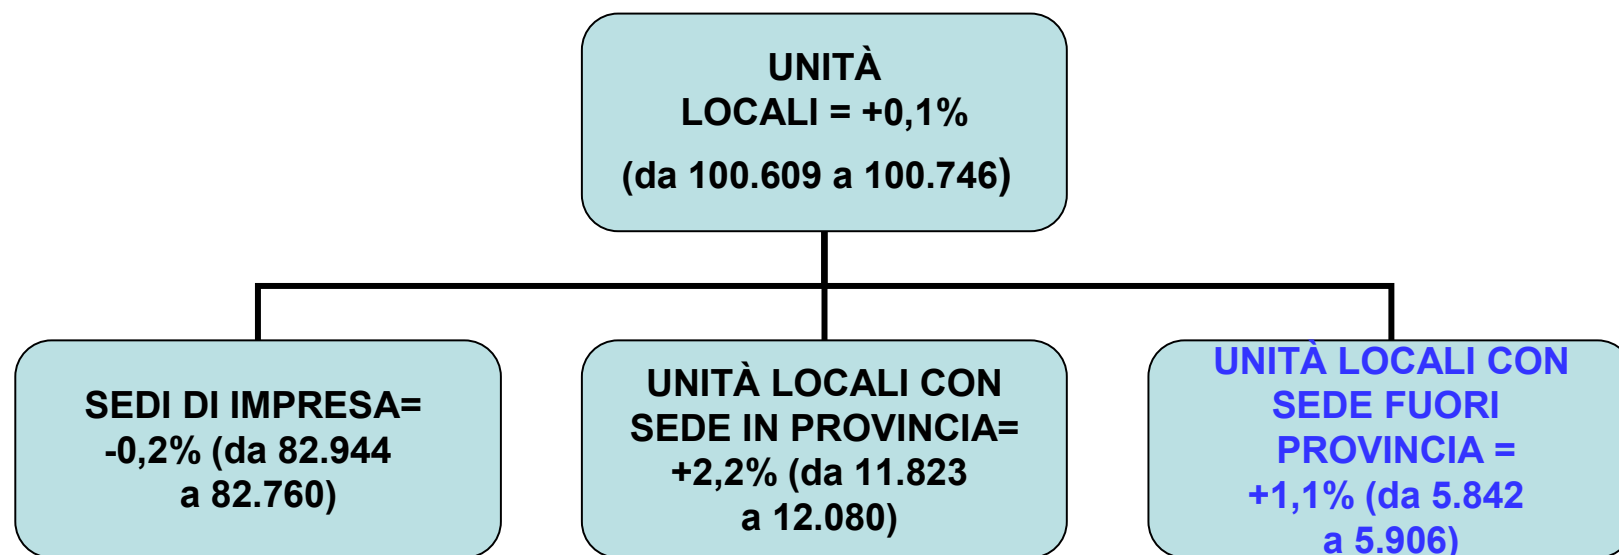 UNITÀ
LOCALI = +0,1%
(da 100.609 a 100.746)
SEDI DI IMPRESA=
-0,2% (da 82.944
a 82.760)
UNITÀ LOCALI CON
SEDE IN PROVINCIA=
+2,2% (da 11.823
a 12.080)
UNITÀ LOCALI CON
SEDE FUORI
PROVINCIA =
+1,1% (da 5.842
a 5.906)